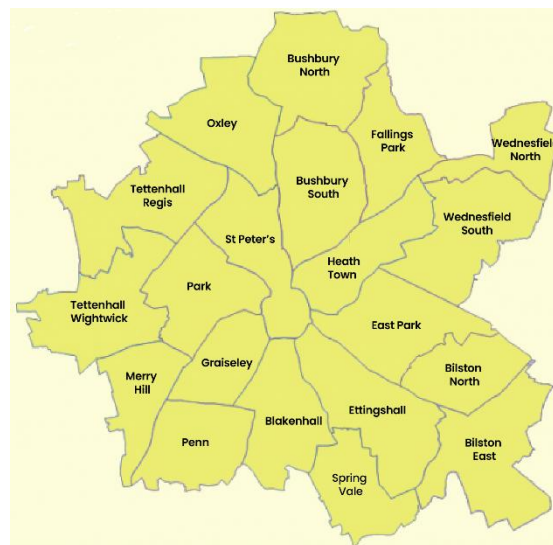 Bushbury
North
Oxley
Fallings
Park
Wednesfield
North
Tettenhall
Regis
Bushbury
South
Wednesfield
South
St Peter's
Heath
Town
Park
Tettenhall
Wightwick
East Park
Graiseley
Merry
Hill
Bilston
North
Ettingshall
Blakenhall
Penn
Bilston
East
Spring
Vale